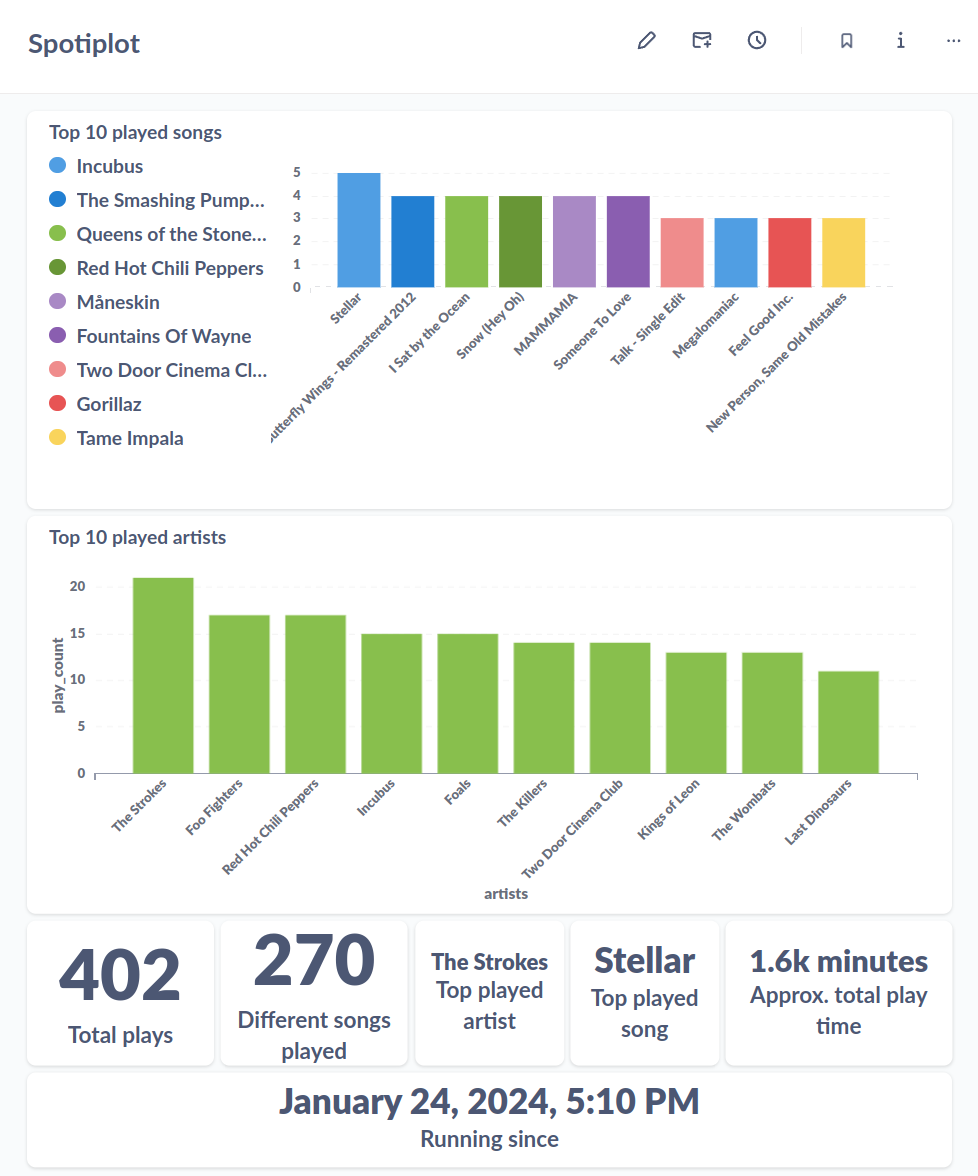 Spotiplot
Top 10 played songs
Incubus
The Smashing Pump...
Queens of the Stone...
Red Hot Chili Peppers
Måneskin
Fountains Of Wayne
Two Door Cinema Cl...
Gorillaz
Tame Impala
5
4
3
2
1
0
Stellar
utterfly Wings - Remastered 2012
I Sat by the Ocean
Snow (Hey Oh)
MAMMAMIA
Someone To Love
Talk - Single Edit
Megalomaniac
Feel Good Inc.
New Person, Same Old Mistakes
Top 10 played artists
play_count
20
15
10
5
0
The Strokes
Foo Fighters
Red Hot Chili Peppers
Incubus
Foals
The Killers
Two Door Cinema Club
Kings of Leon
The Wombats
Last Dinosaurs
artists
402
Total plays
270
Different songs
played
The Strokes
Top played
artist
Stellar
Top played
song
1.6k minutes
Approx. total play
time
January 24, 2024, 5:10 PM
Running since